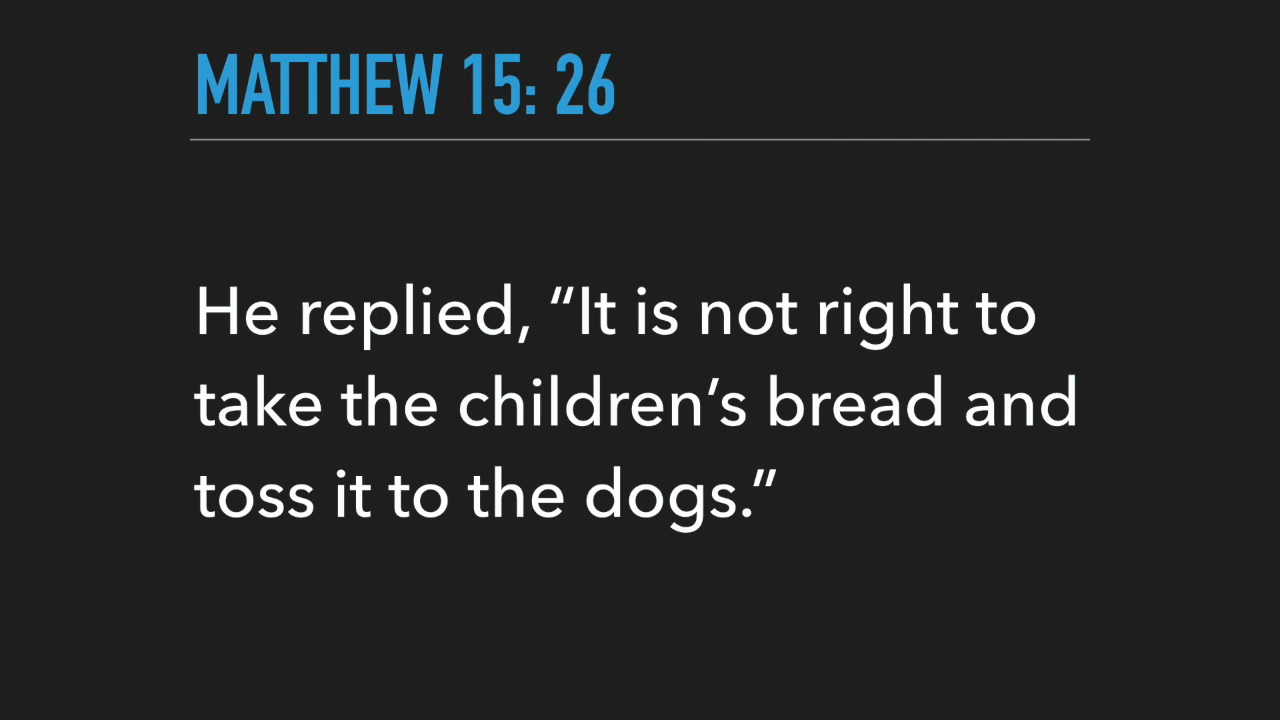 MATTHEW 15: 26
He replied, “It is not right to
take the children’s bread and
toss it to the dogs.”